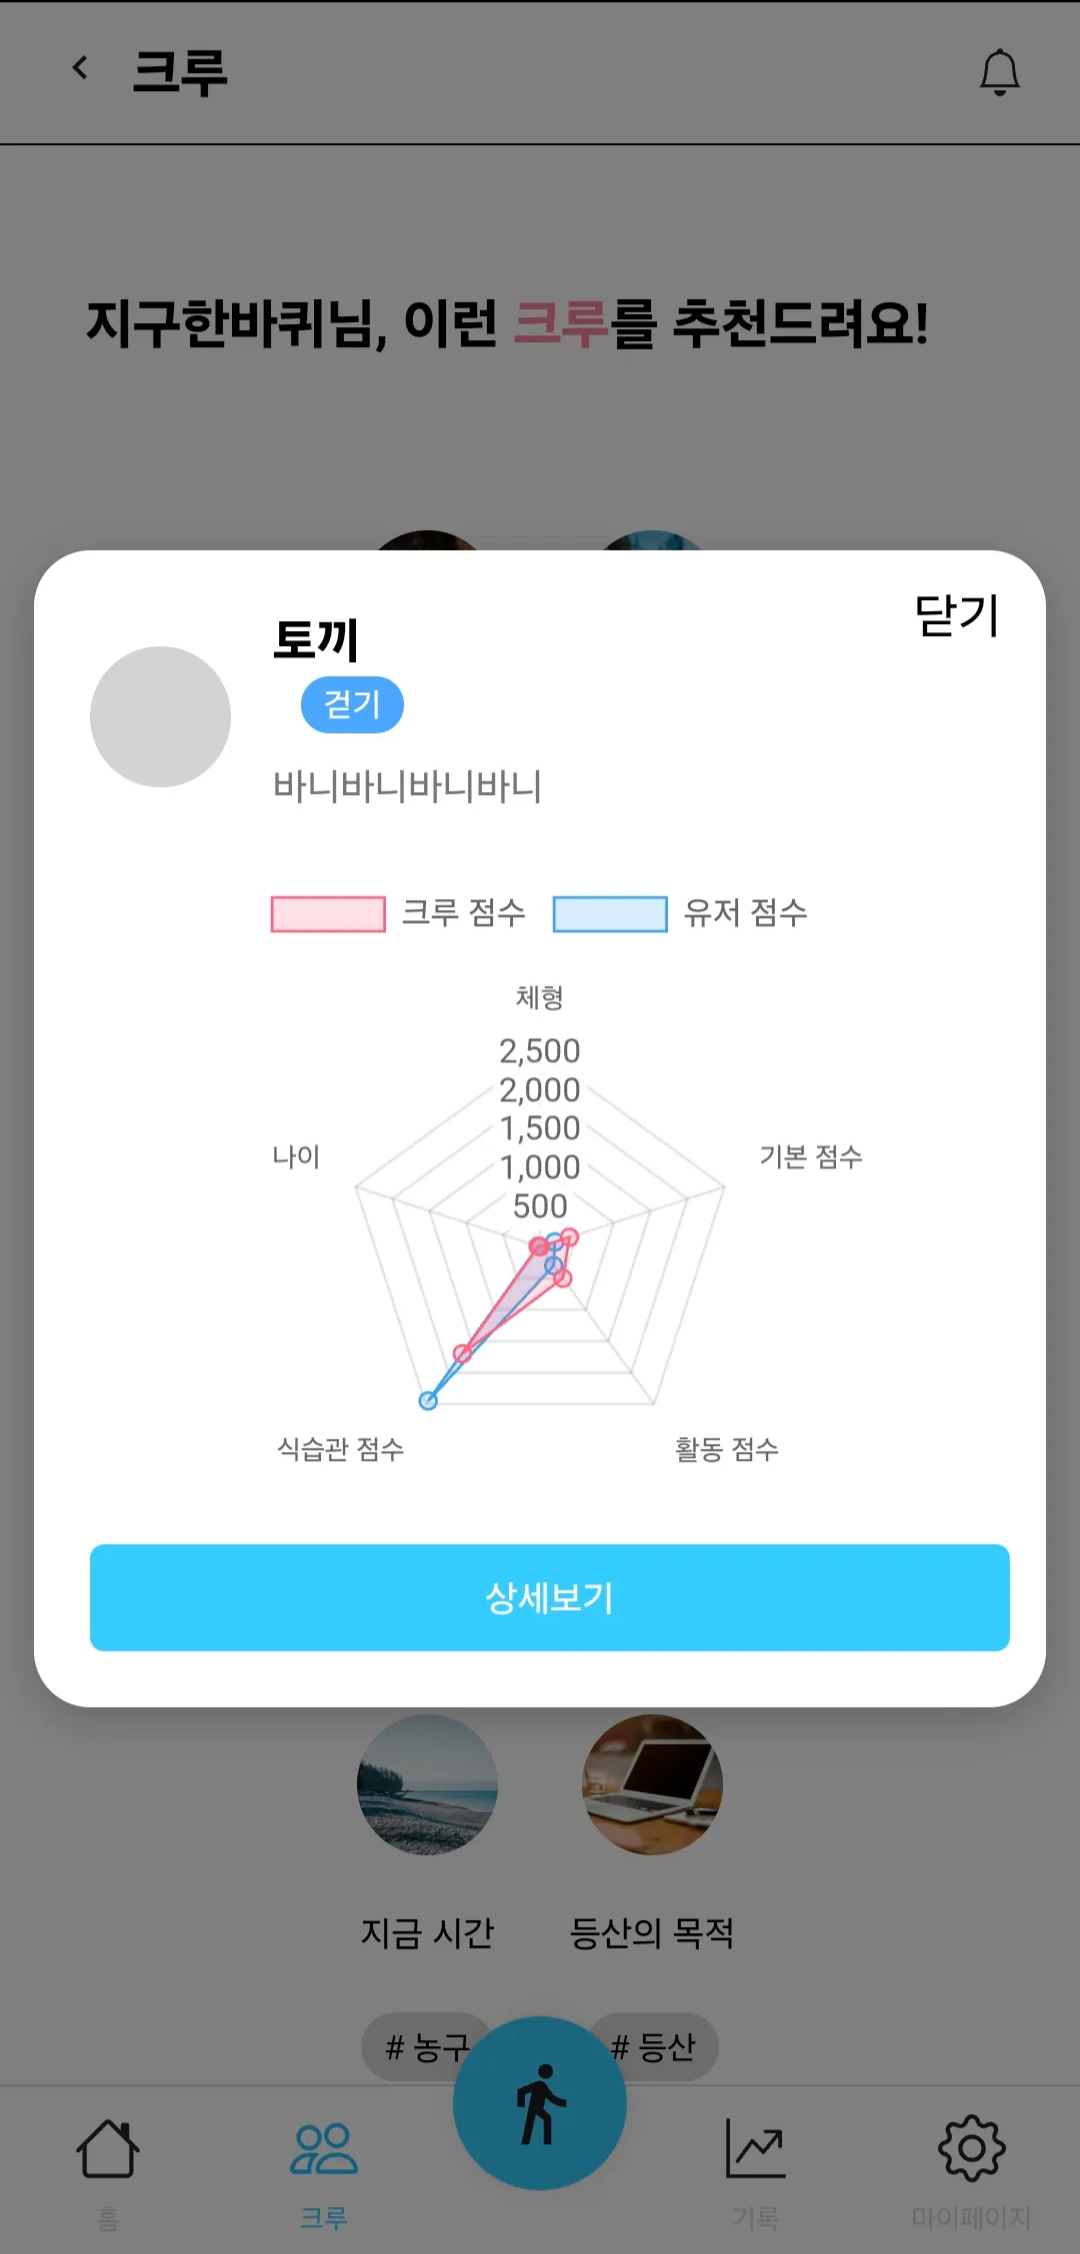 크루
지구한바퀴님, 이런 크루를 추천드려요!
닫기
토끼
걷기
바니바니바니바니
크루 점수 유저 점수
체형
2,500
2,000
1,500
1,000
500
나이
기본 점수
식습관 점수
활동 점수
상세보기
지금 시간 등산의 목적
# 농구 # 등산
홈 크루 기록 마이페이지